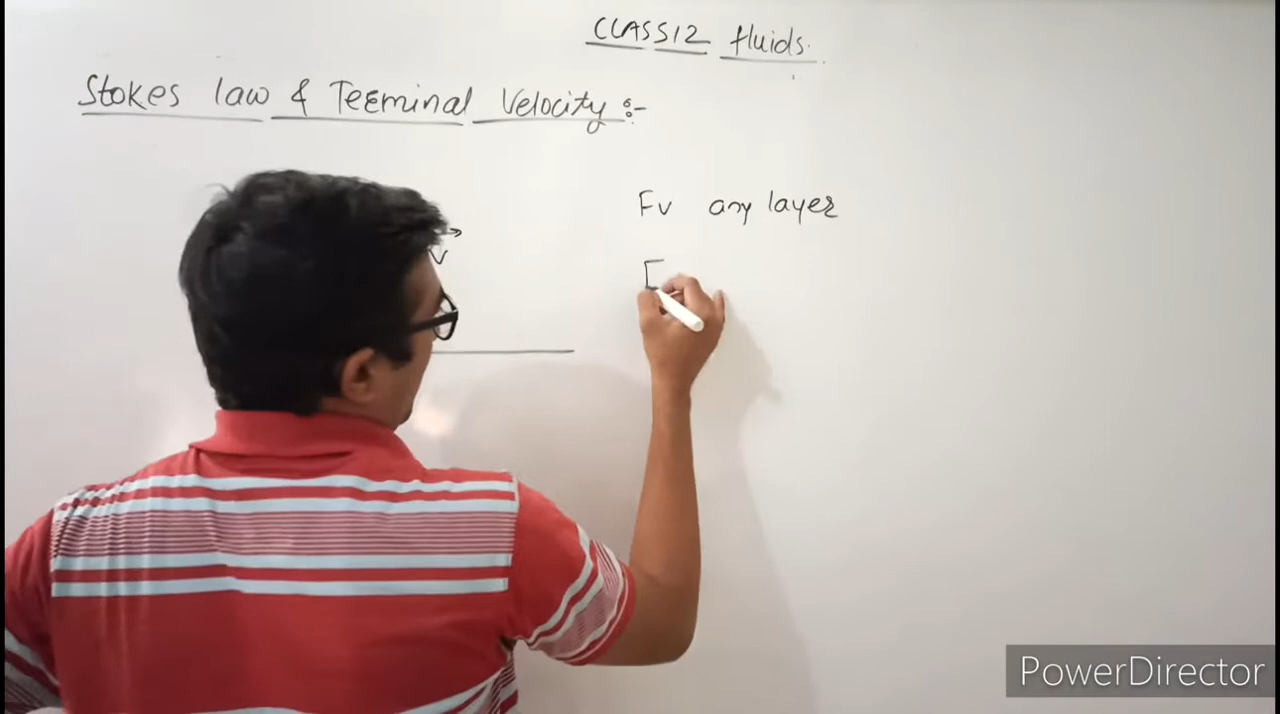 CLASS12 fluids.
Stokes law & Terminal Velocity :-
Fv any layer
V
PowerDirector